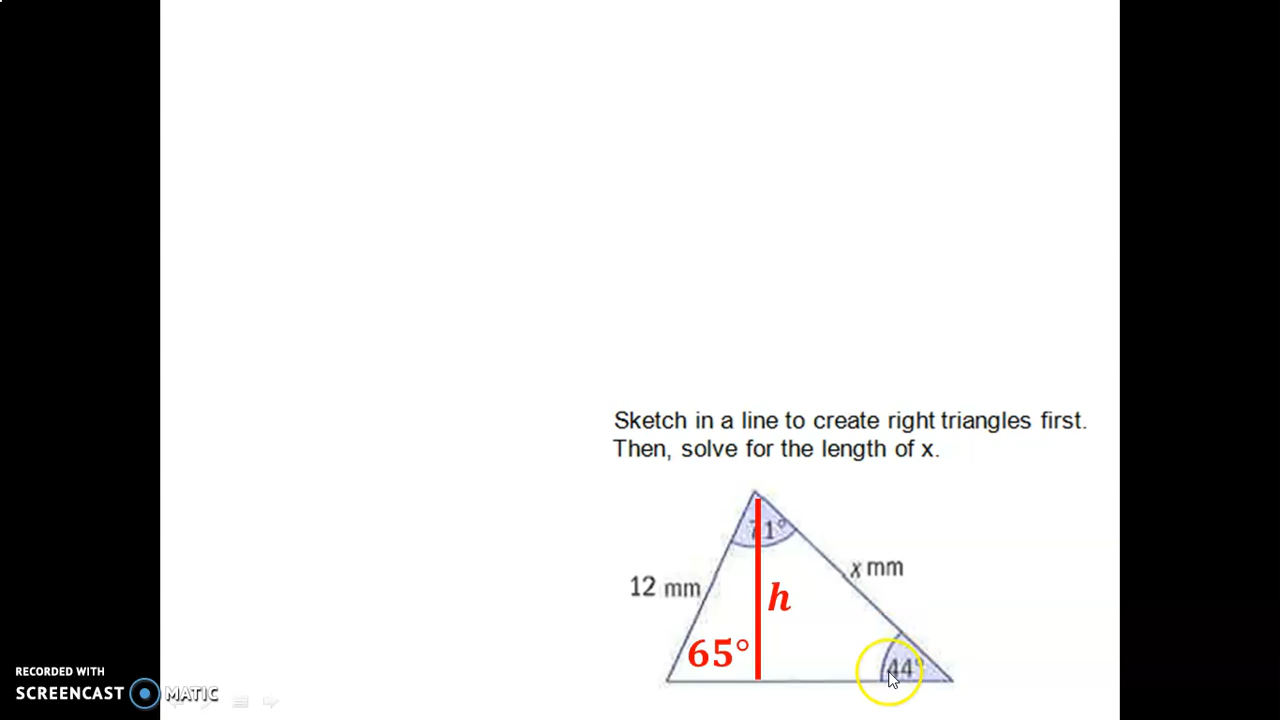 Sketch in a line to create right triangles first.
Then, solve for the length of x.
71°
12 mm
x mm
h
65°
44°
RECORDED WITH
SCREENCAST MATIC